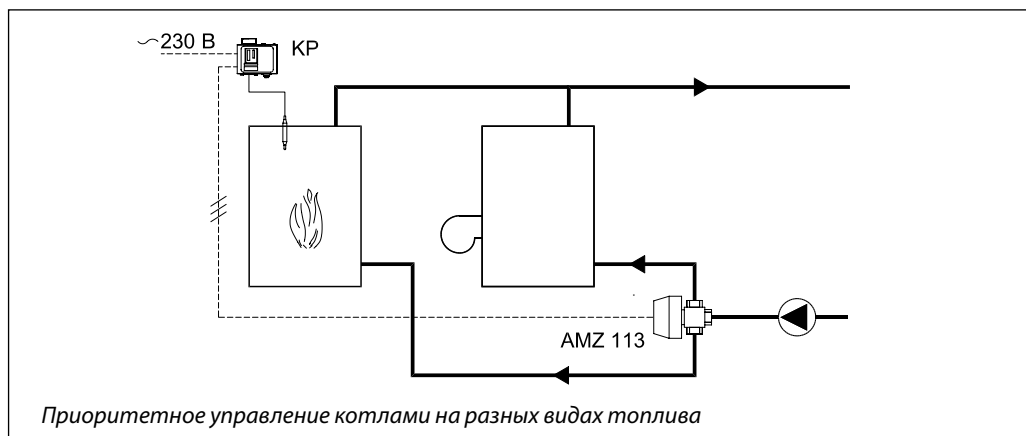 ~230 В
KP
AMZ 113
Приоритетное управление котлами на разных видах топлива